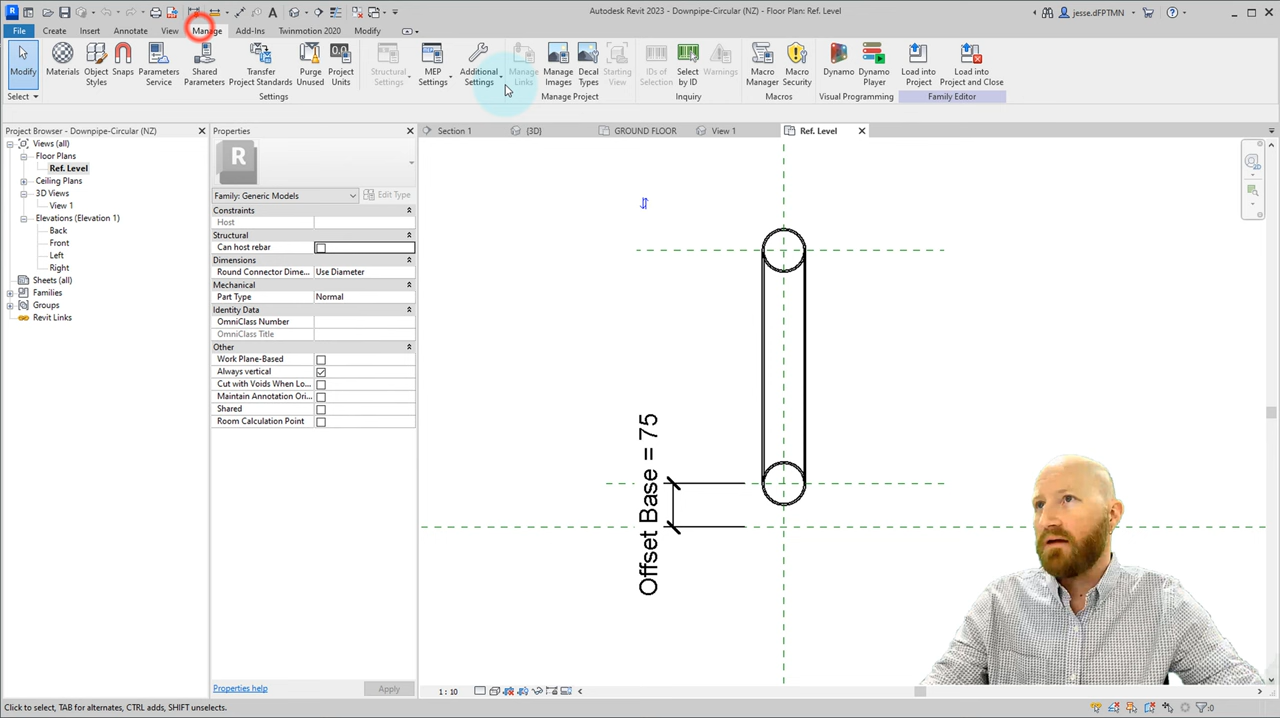 Autodesk Revit 2023 - Downpipe-Circular (NZ) - Floor Plan: Ref. Level
jesse.dFPTMN
File Create Insert Annotate View Manage Add-Ins Twinmotion 2020 Modify
Modify
Materials
Object Styles
Snaps
Parameters Service
Shared Parameters
Transfer Project Standards
Purge Unused
Project Units
Structural Settings
MEP Settings
Additional Settings
Manage Links
Manage Images
Decal Types
Starting View
IDs of Selection
Select by ID
Warnings
Macro Manager
Macro Security
Dynamo
Dynamo Player
Load into Project
Load into Project and Close
Select Settings Manage Project Inquiry Macros Visual Programming Family Editor
Project Browser - Downpipe-Circular (NZ)
Views (all)
Floor Plans
Ref. Level
Ceiling Plans
3D Views
View 1
Elevations (Elevation 1)
Back
Front
Left
Right
Sheets (all)
Families
Groups
Revit Links
Properties
R
Family: Generic Models Edit Type
Constraints
Host
Structural
Can host rebar
Dimensions
Round Connector Dime... Use Diameter
Mechanical
Part Type Normal
Identity Data
OmniClass Number
OmniClass Title
Other
Work Plane-Based
Always vertical
Cut with Voids When Lo...
Maintain Annotation Ori...
Shared
Room Calculation Point
Properties help Apply
Section 1 {3D} GROUND FLOOR View 1 Ref. Level
Offset Base = 75
1 : 10
Click to select, TAB for alternates, CTRL adds, SHIFT unselects.
:0